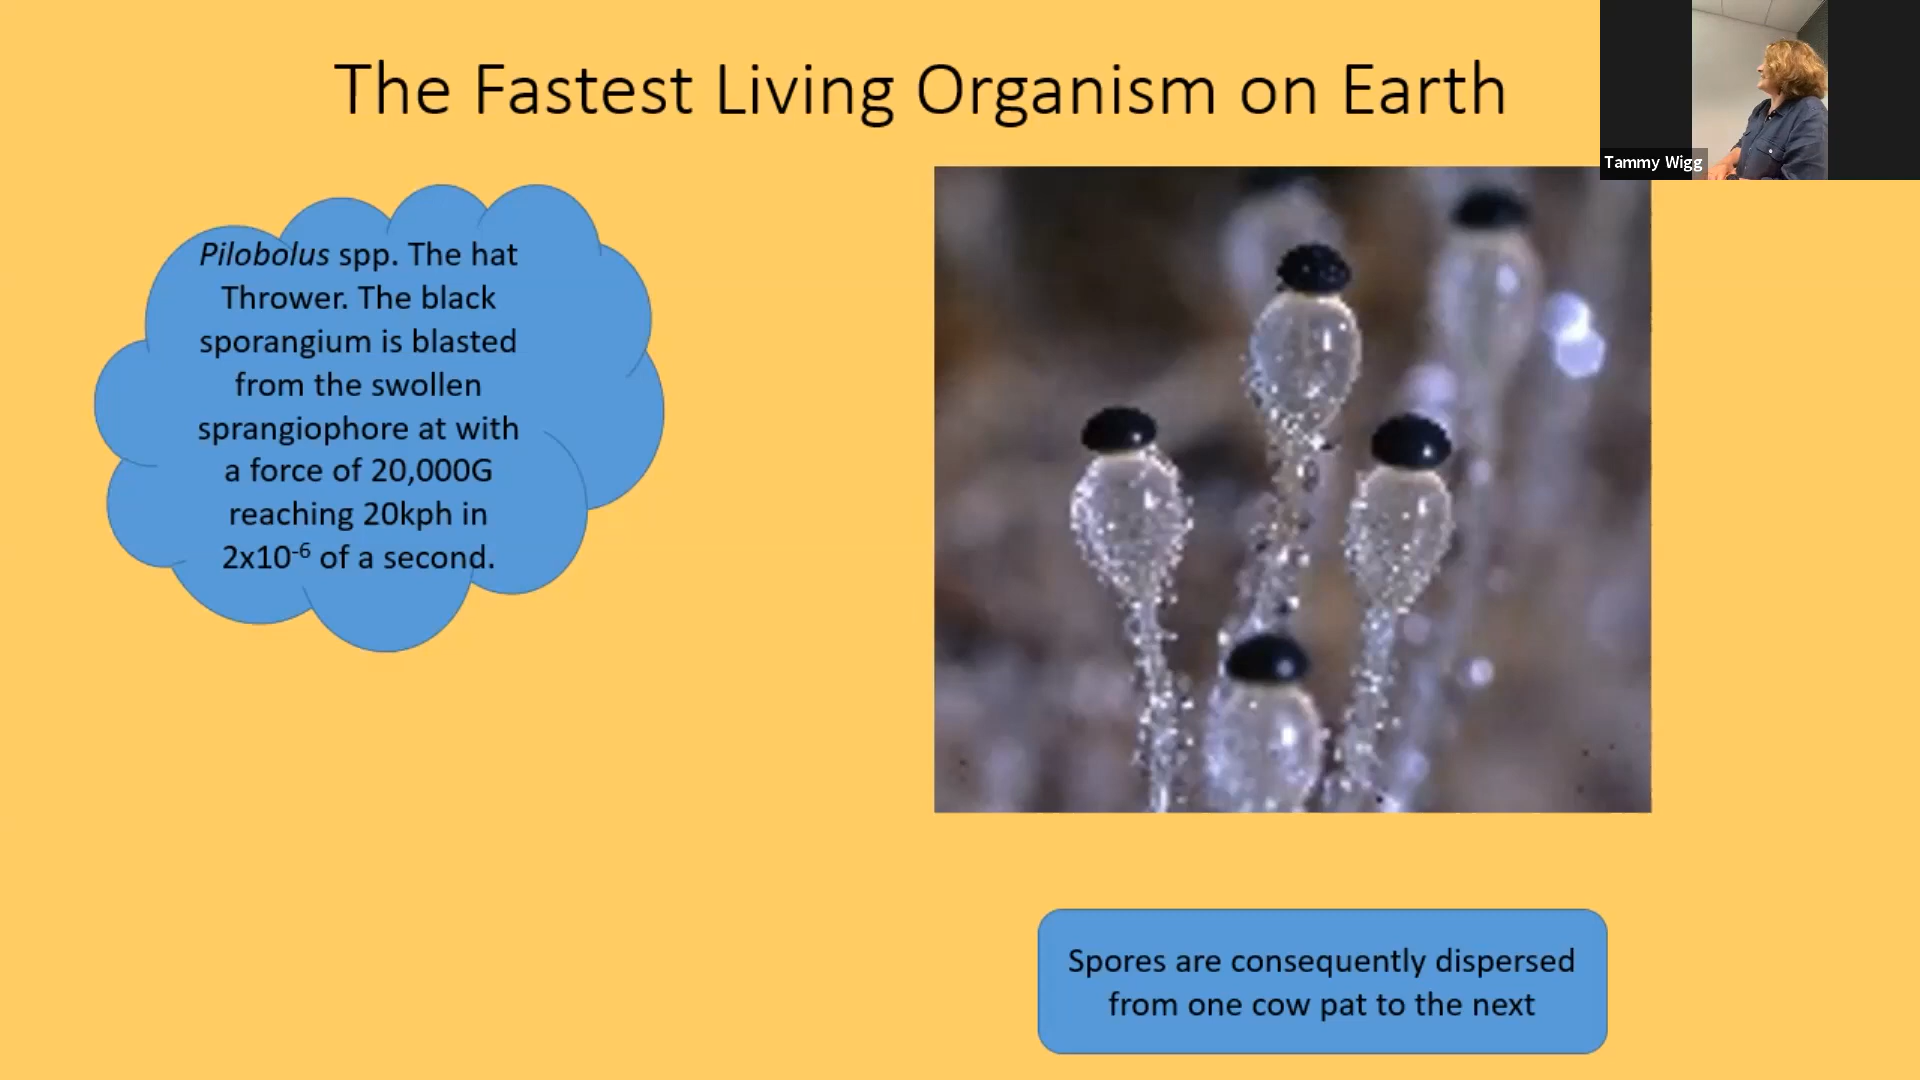 The Fastest Living Organism on Earth
Tammy Wigg
Pilobolus spp. The hat
Thrower. The black
sporangium is blasted
from the swollen
sprangiophore at with
a force of 20,000G
reaching 20kph in
2x10⁻⁶ of a second.
Spores are consequently dispersed
from one cow pat to the next